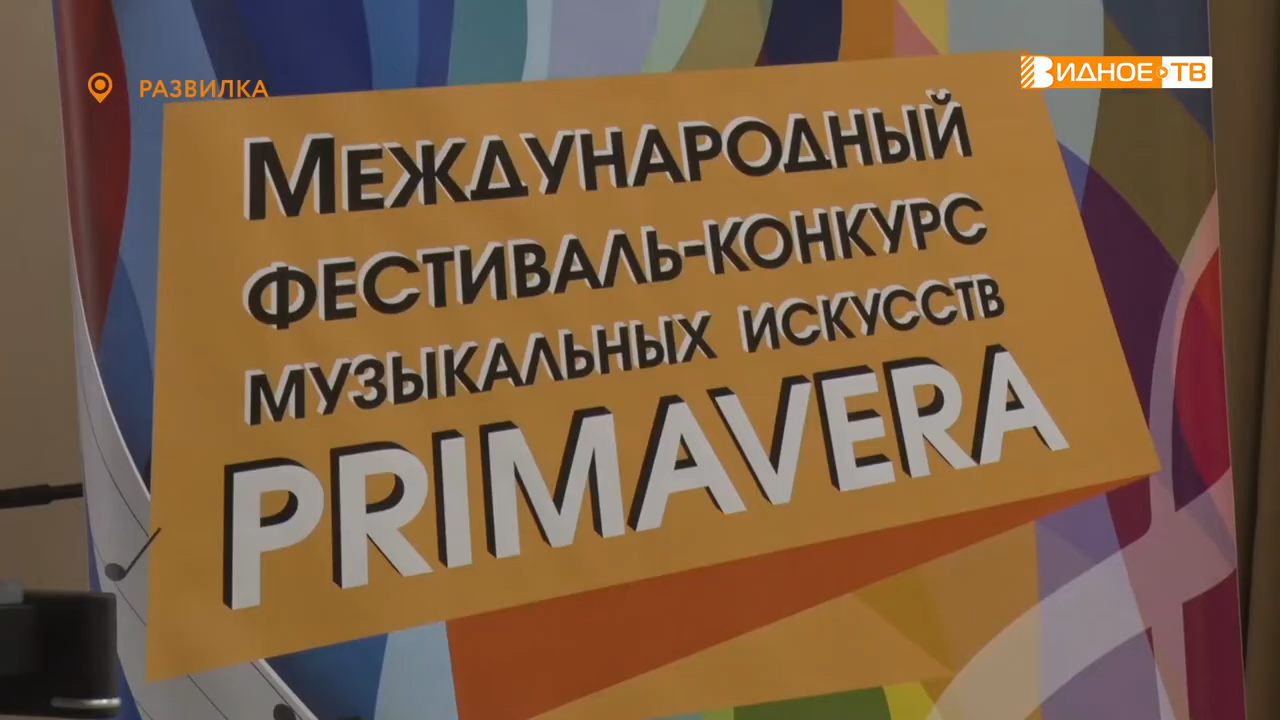 РАЗВИЛКА
ВИДНОЕ ТВ
МЕЖДУНАРОДНЫЙ
ФЕСТИВАЛЬ-КОНКУРС
МУЗЫКАЛЬНЫХ ИСКУССТВ
PRIMAVERA